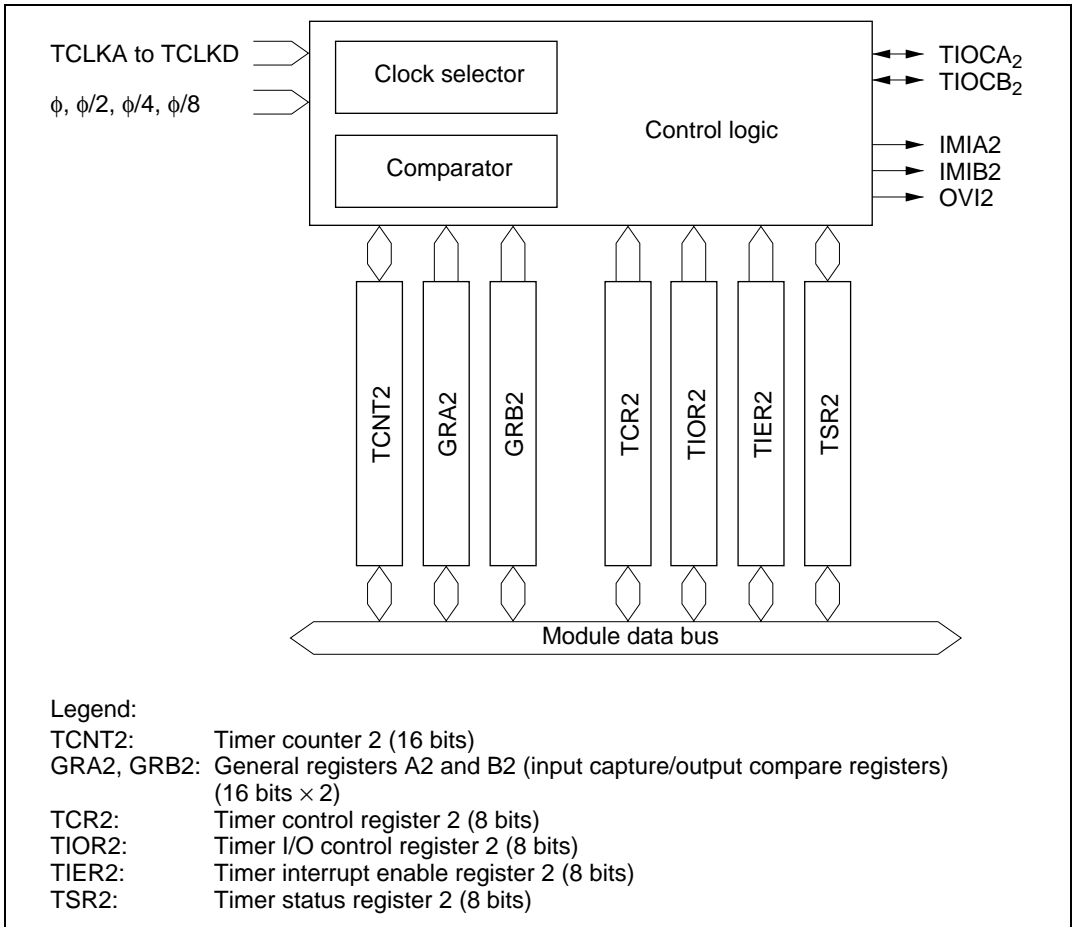 TCLKA to TCLKD
ϕ, ϕ/2, ϕ/4, ϕ/8
Clock selector
Comparator
Control logic
TIOCA₂
TIOCB₂
IMIA2
IMIB2
OVI2
TCNT2
GRA2
GRB2
TCR2
TIOR2
TIER2
TSR2
Module data bus
Legend:
TCNT2: Timer counter 2 (16 bits)
GRA2, GRB2: General registers A2 and B2 (input capture/output compare registers)
(16 bits × 2)
TCR2: Timer control register 2 (8 bits)
TIOR2: Timer I/O control register 2 (8 bits)
TIER2: Timer interrupt enable register 2 (8 bits)
TSR2: Timer status register 2 (8 bits)